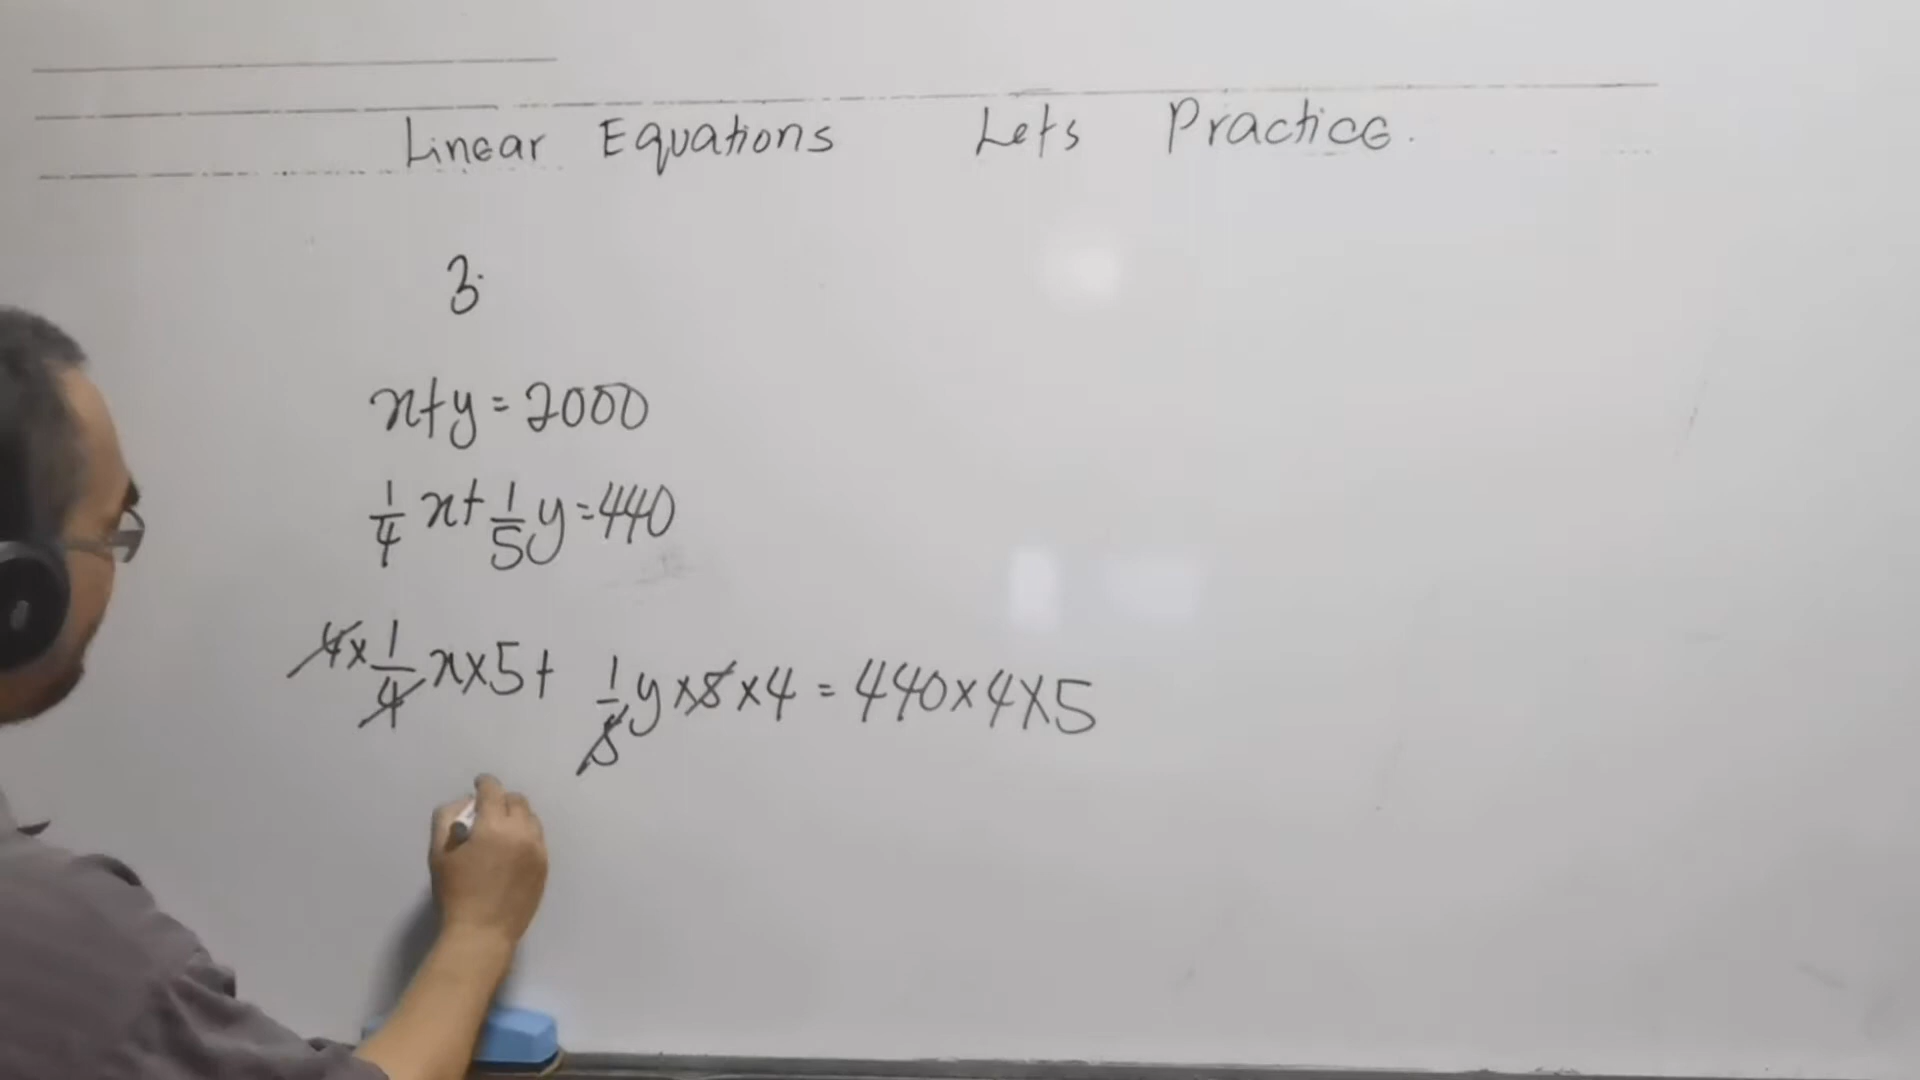 Linear Equations Lets Practice.
3.
x+y=2000
1/4 x+1/5 y=440
4×1/4 x×5+ 1/5 y×5×4=440×4×5